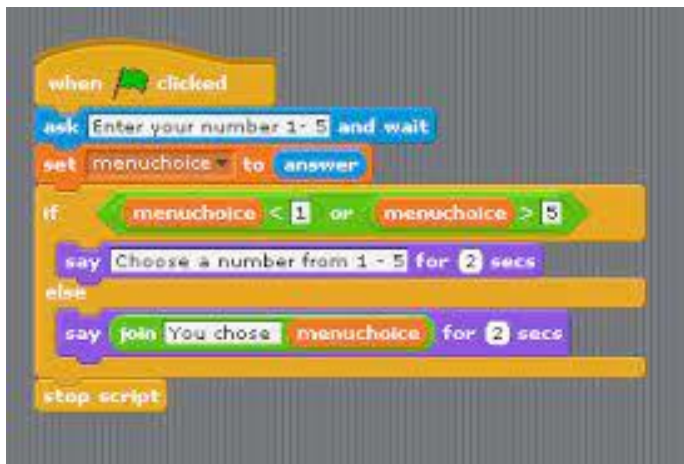 when clicked
ask Enter your number 1- 5 and wait
set menuchoice to answer
if menuchoice < 1 or menuchoice > 5
say Choose a number from 1 - 5 for 2 secs
else
say join You chose menuchoice for 2 secs
stop script